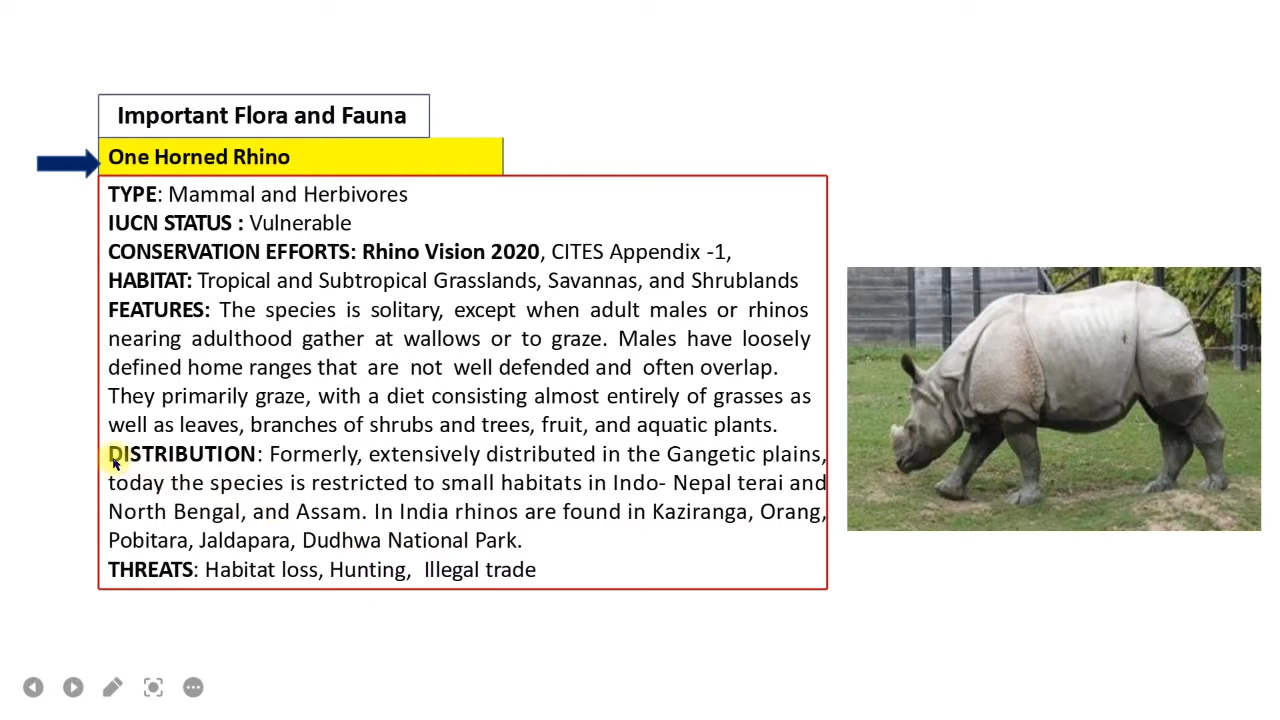 Important Flora and Fauna
One Horned Rhino
TYPE: Mammal and Herbivores
IUCN STATUS : Vulnerable
CONSERVATION EFFORTS: Rhino Vision 2020, CITES Appendix -1,
HABITAT: Tropical and Subtropical Grasslands, Savannas, and Shrublands
FEATURES: The species is solitary, except when adult males or rhinos
nearing adulthood gather at wallows or to graze. Males have loosely
defined home ranges that are not well defended and often overlap.
They primarily graze, with a diet consisting almost entirely of grasses as
well as leaves, branches of shrubs and trees, fruit, and aquatic plants.
DISTRIBUTION: Formerly, extensively distributed in the Gangetic plains,
today the species is restricted to small habitats in Indo- Nepal terai and
North Bengal, and Assam. In India rhinos are found in Kaziranga, Orang,
Pobitara, Jaldapara, Dudhwa National Park.
THREATS: Habitat loss, Hunting, Illegal trade